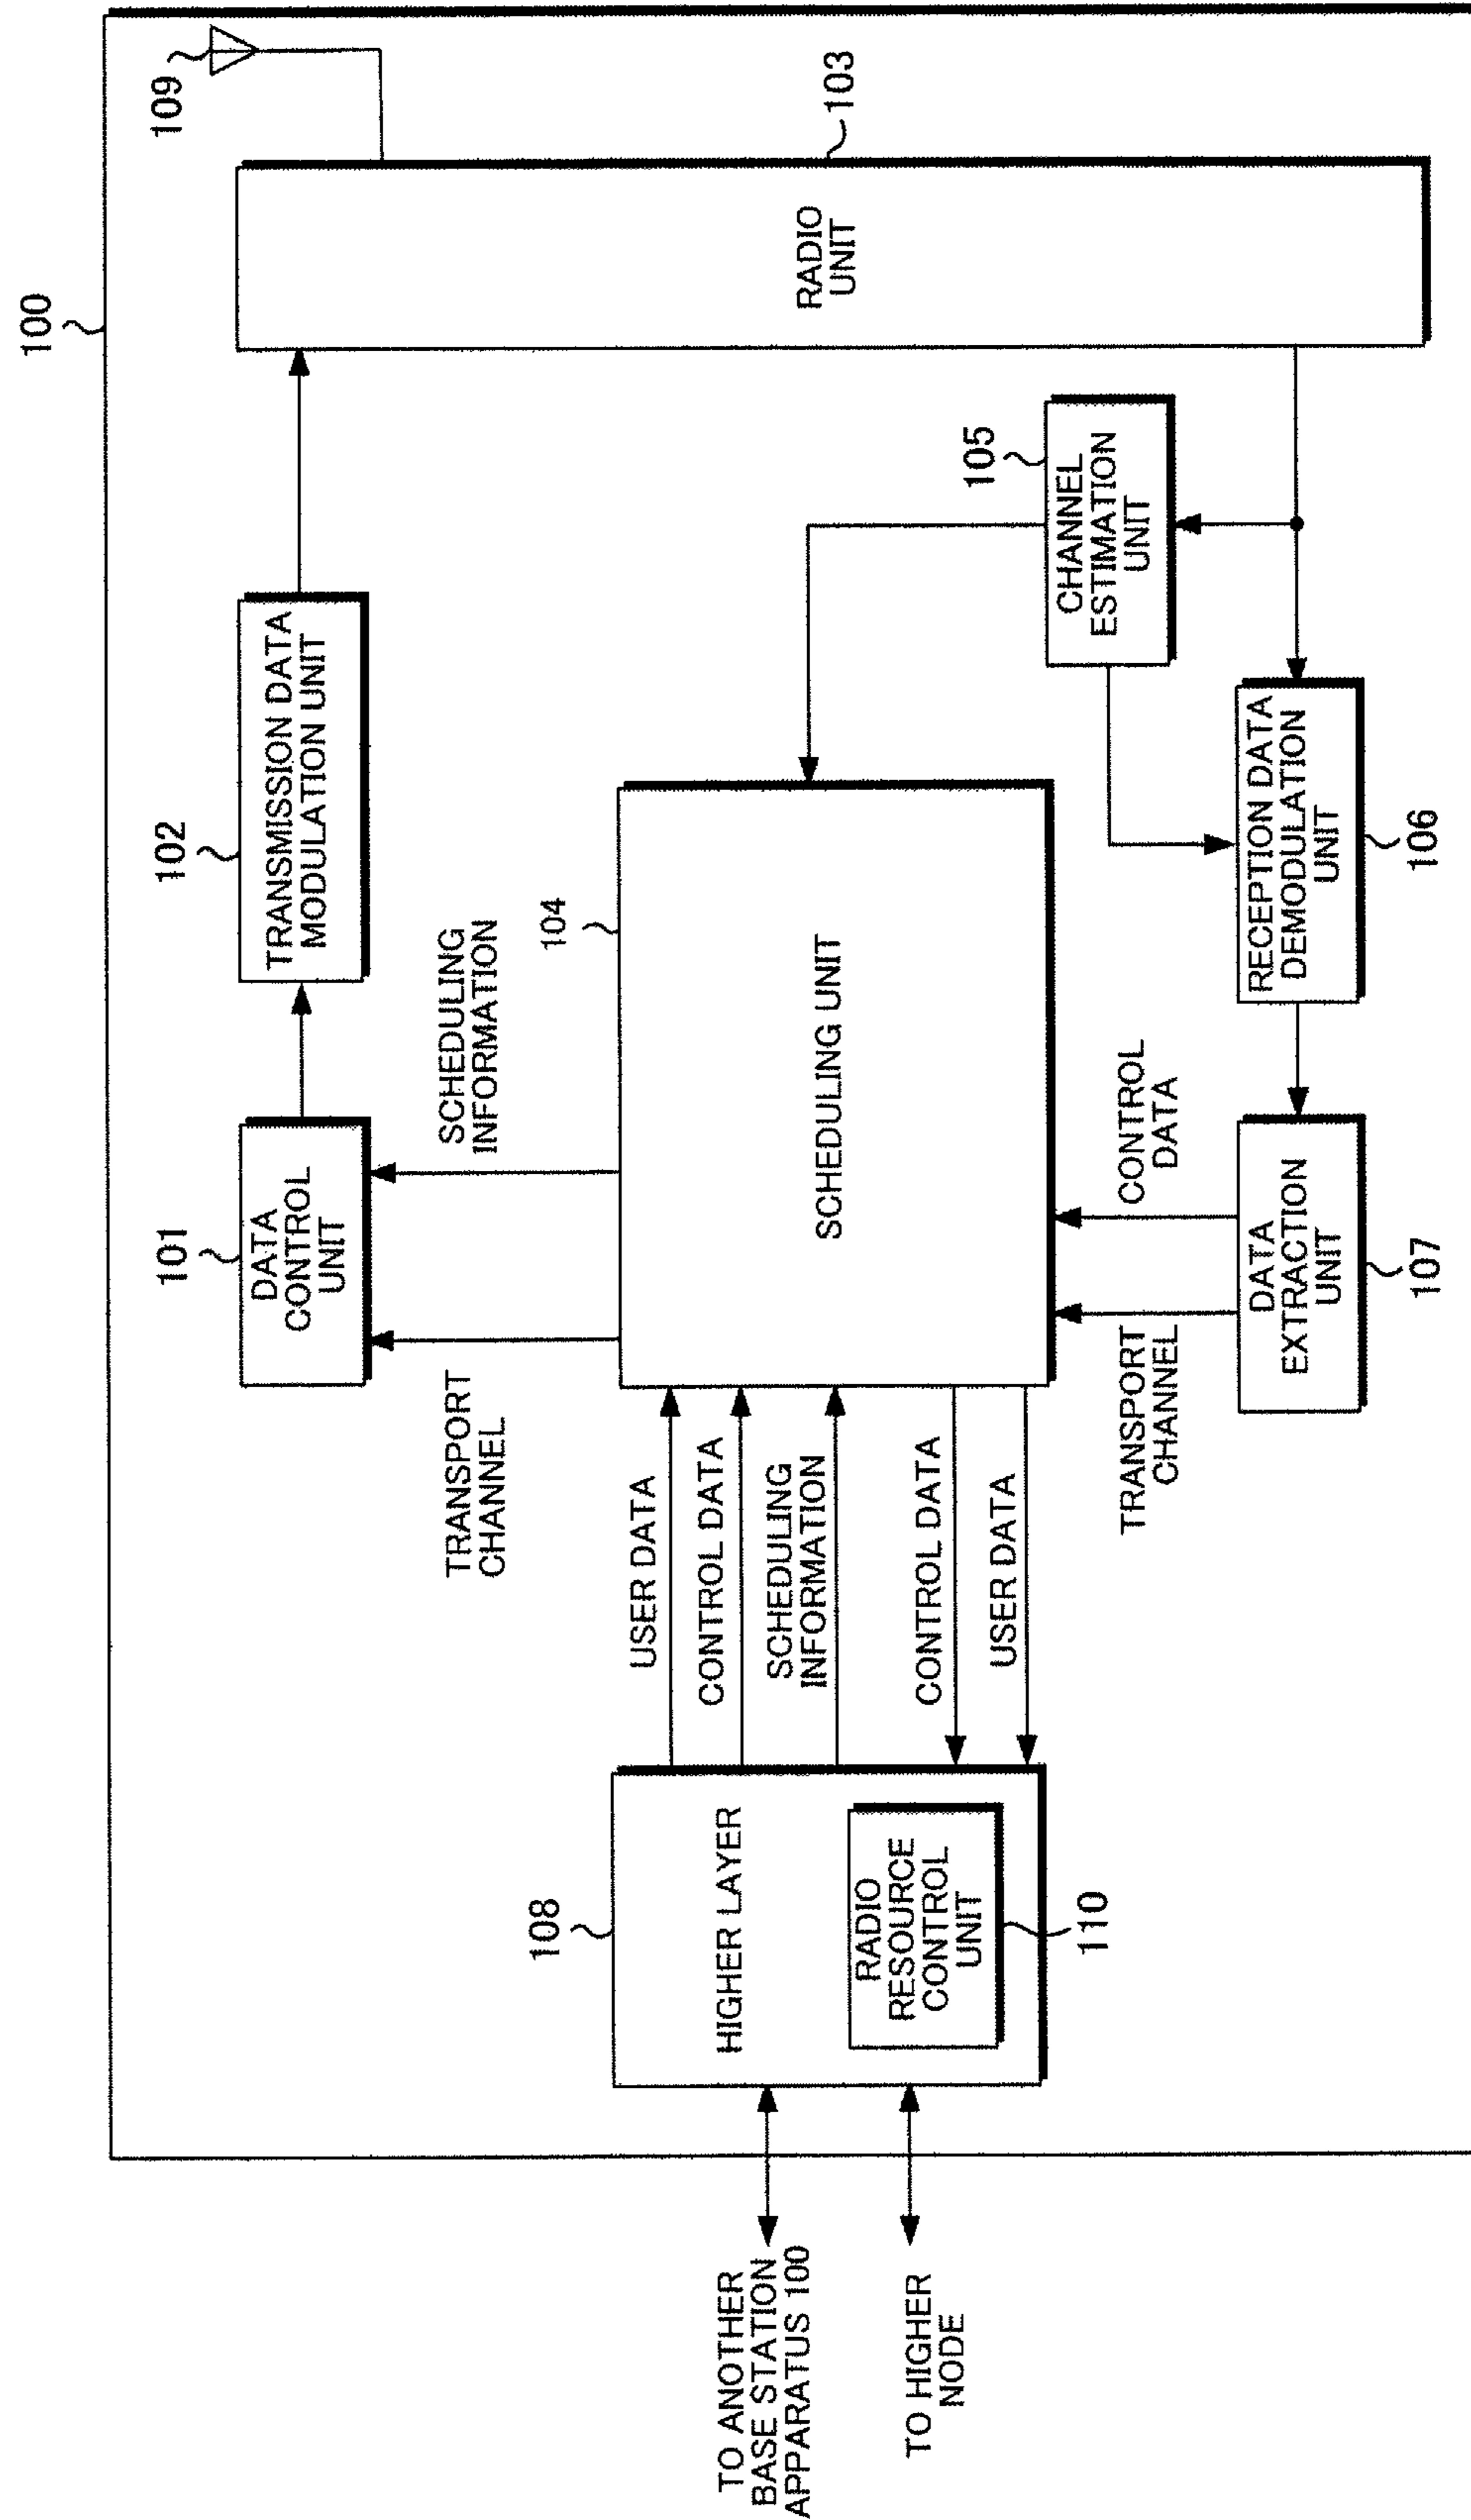 100
109
101
DATA
CONTROL
UNIT
102
TRANSMISSION DATA
MODULATION UNIT
RADIO
UNIT
103
TRANSPORT
CHANNEL
SCHEDULING
INFORMATION
104
SCHEDULING UNIT
108
HIGHER LAYER
RADIO
RESOURCE
CONTROL
UNIT
110
USER DATA
CONTROL DATA
SCHEDULING
INFORMATION
CONTROL DATA
USER DATA
TO ANOTHER
BASE STATION
APPARATUS 100
TO HIGHER
NODE
105
CHANNEL
ESTIMATION
UNIT
TRANSPORT
CHANNEL
CONTROL
DATA
DATA
EXTRACTION
UNIT
107
RECEPTION DATA
DEMODULATION
UNIT
106